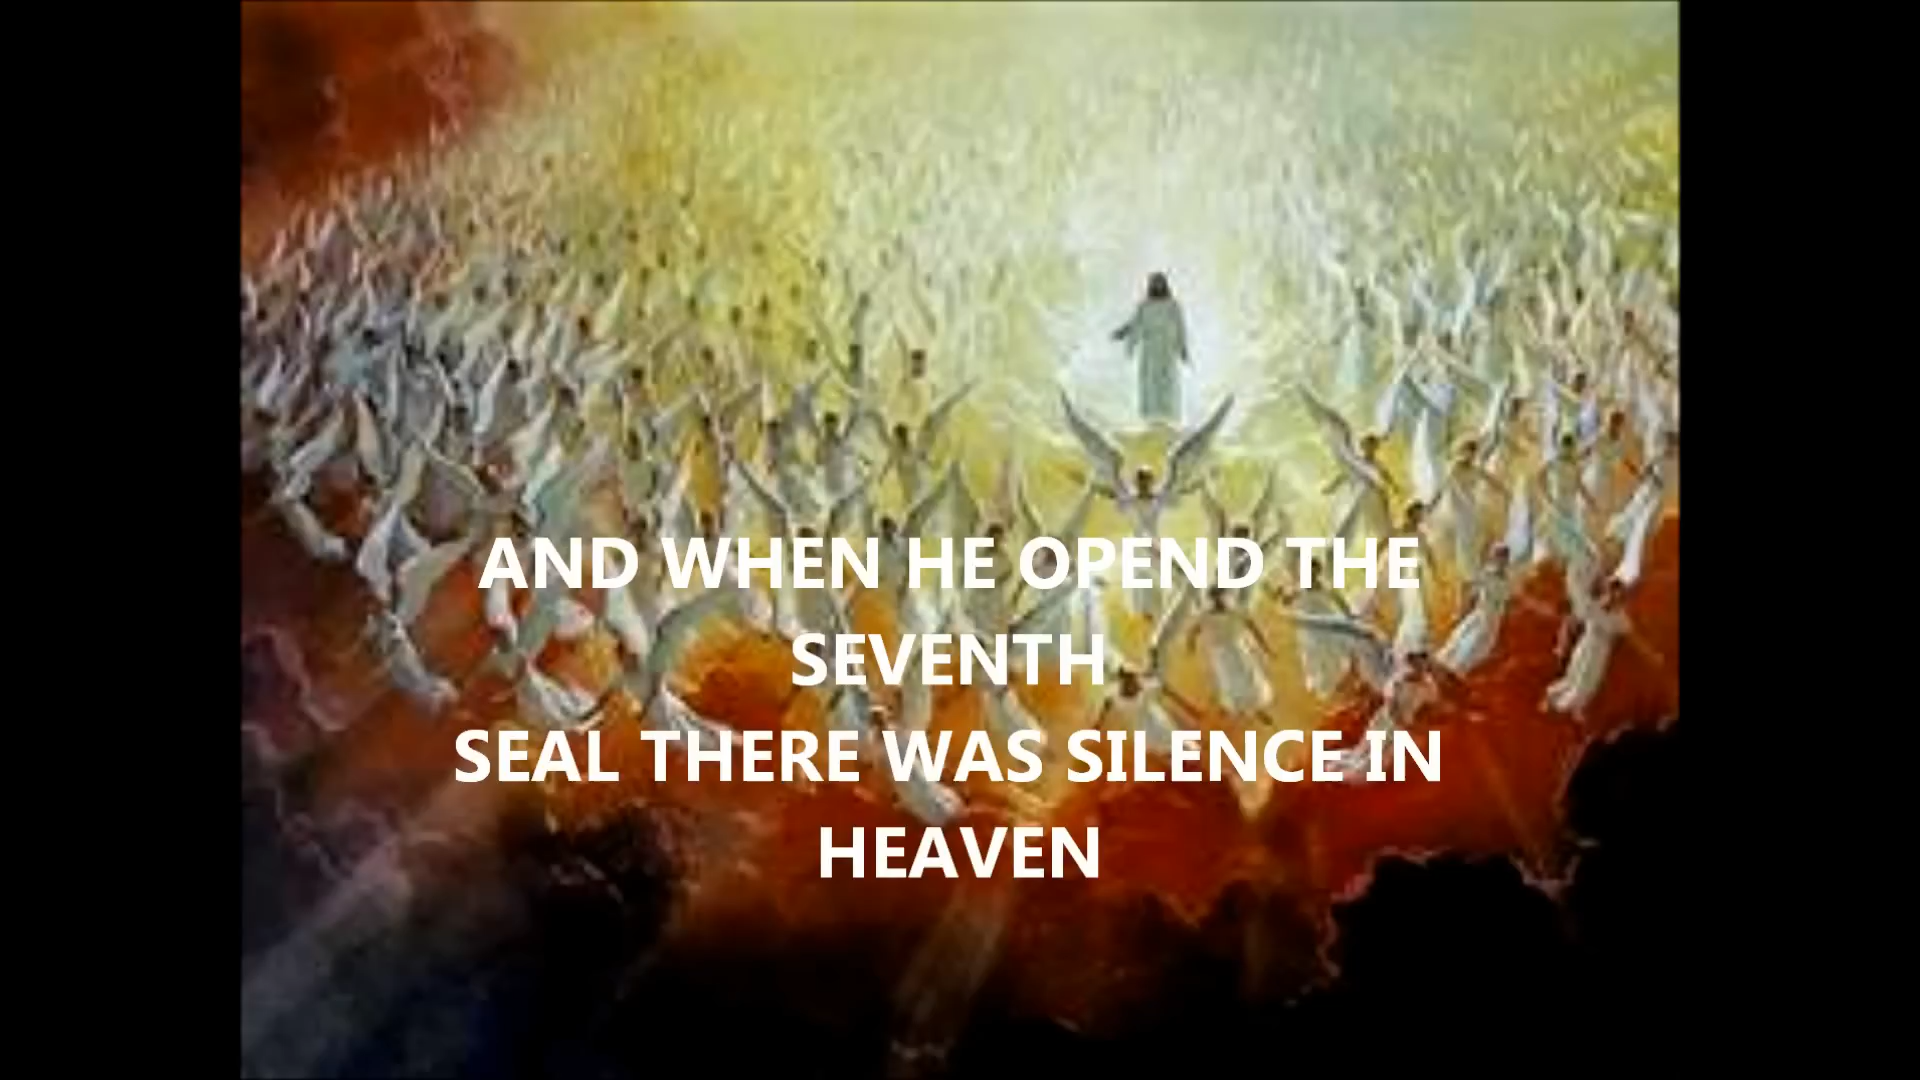 AND WHEN HE OPEND THE
SEVENTH
SEAL THERE WAS SILENCE IN
HEAVEN